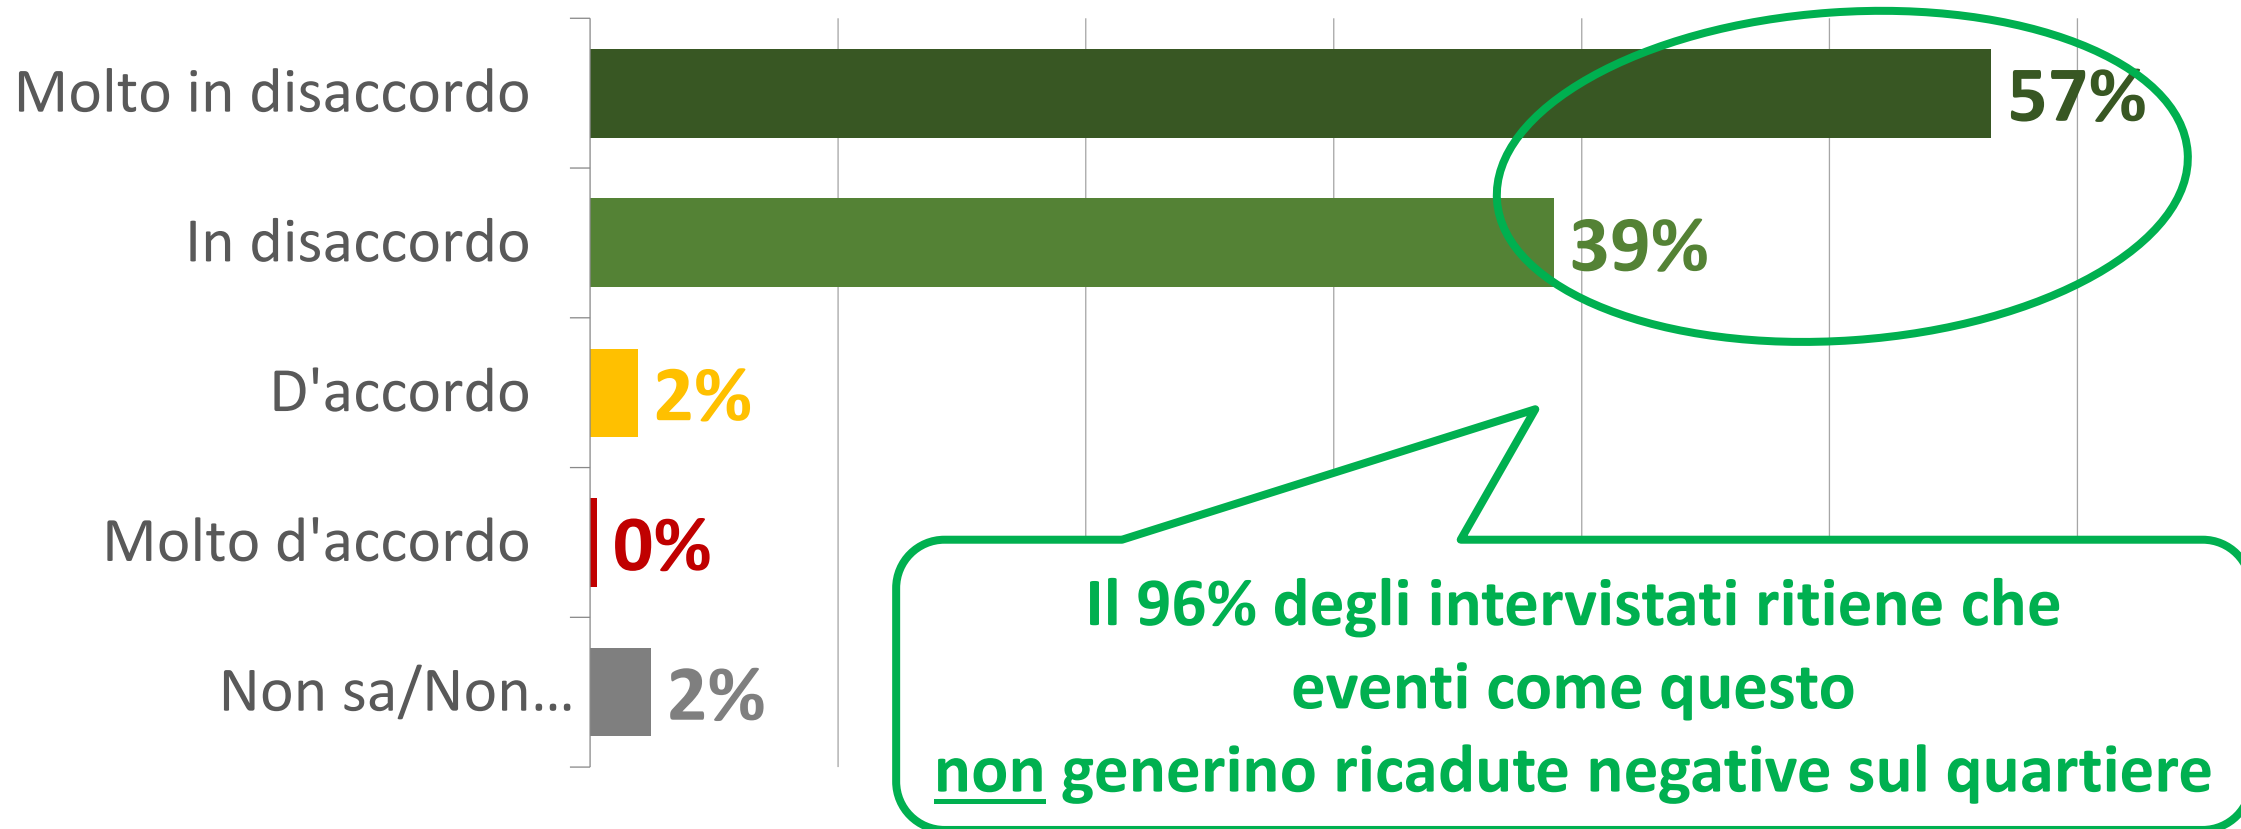 Molto in disaccordo 57%
In disaccordo 39%
D'accordo 2%
Molto d'accordo 0%
Non sa/Non... 2%
Il 96% degli intervistati ritiene che
eventi come questo
non generino ricadute negative sul quartiere